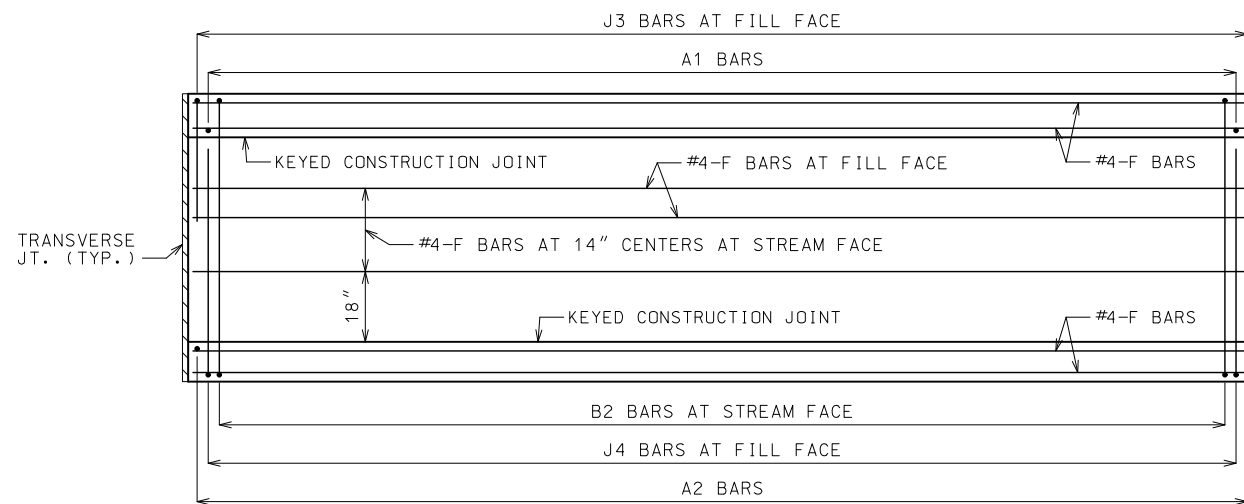 J3 BARS AT FILL FACE
A1 BARS
KEYED CONSTRUCTION JOINT
#4-F BARS AT FILL FACE
#4-F BARS
TRANSVERSE
JT. (TYP.)
#4-F BARS AT 14" CENTERS AT STREAM FACE
18"
KEYED CONSTRUCTION JOINT
#4-F BARS
B2 BARS AT STREAM FACE
J4 BARS AT FILL FACE
A2 BARS